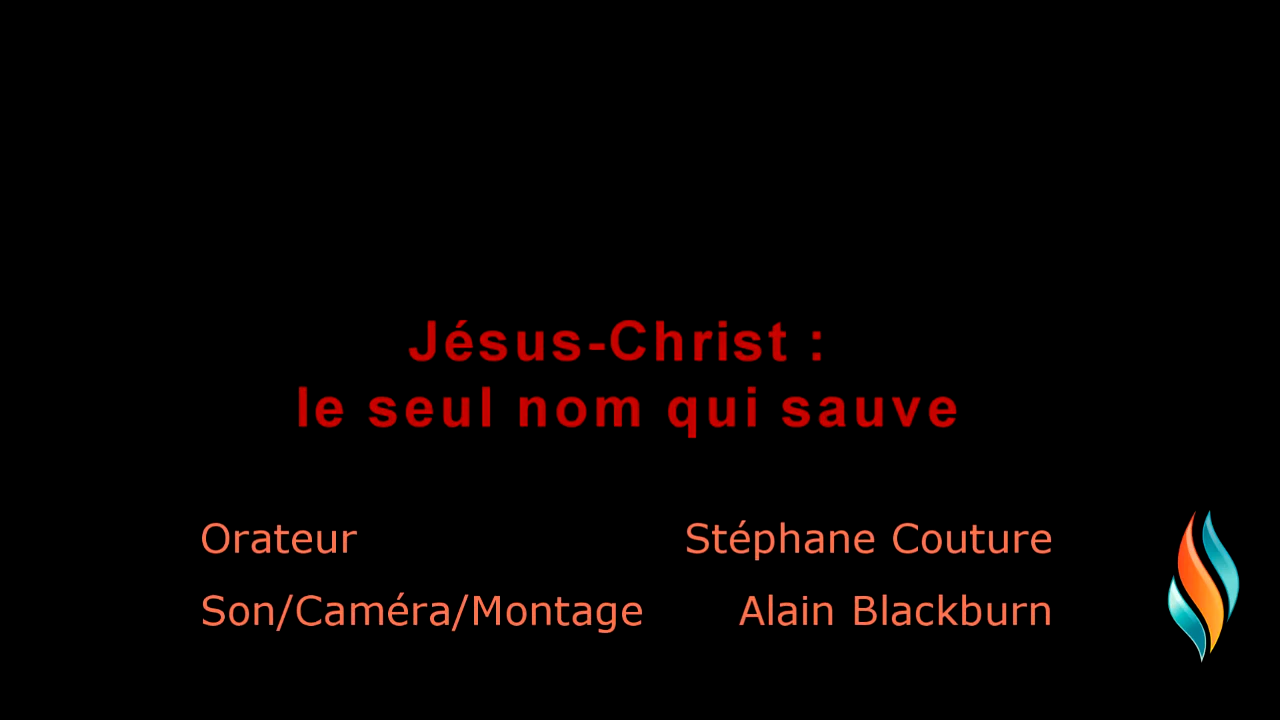 Jésus-Christ :
le seul nom qui sauve
Orateur Stéphane Couture
Son/Caméra/Montage Alain Blackburn